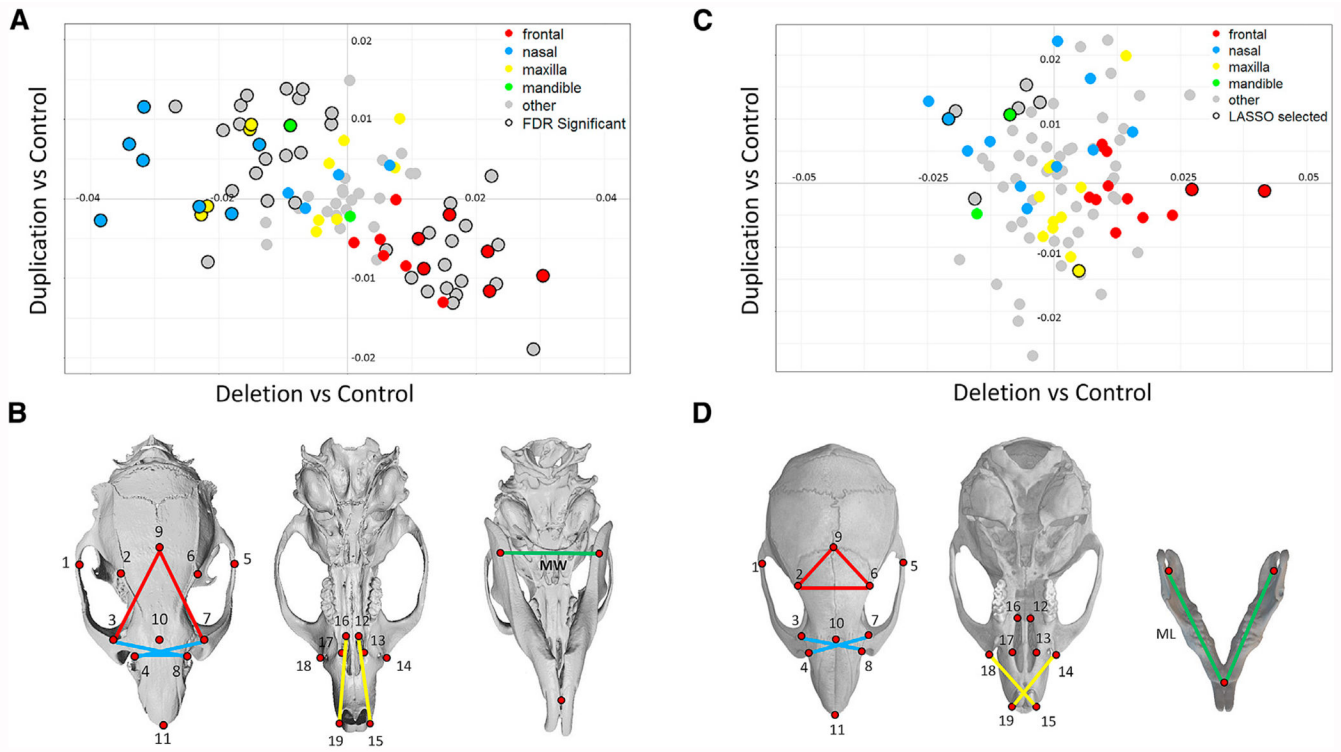 A
Duplication vs Control
0.02
0.01
-0.01
-0.02
-0.04
-0.02
0.02
0.04
frontal
nasal
maxilla
mandible
other
FDR Significant
Deletion vs Control
C
Duplication vs Control
0.02
0.01
-0.01
-0.02
-0.05
-0.025
0.025
0.05
frontal
nasal
maxilla
mandible
other
LASSO selected
Deletion vs Control
B
9
1
2
6
5
3
10
7
4
8
11
16
12
17
13
18
14
19
15
MW
D
9
1
2
6
5
3
10
7
4
8
11
16
12
17
13
18
14
19
15
ML